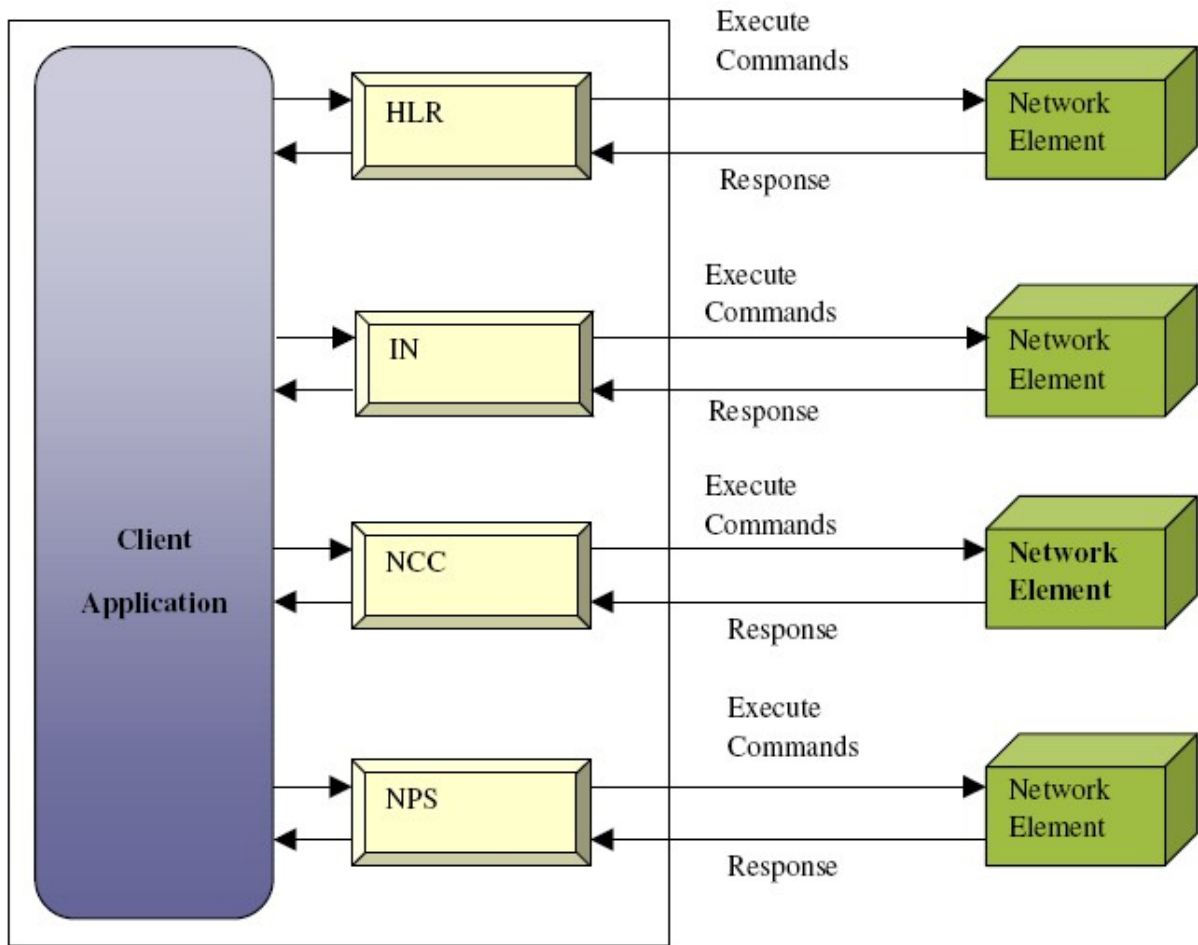 Execute
Commands
HLR
Network
Element
Response
Execute
Commands
IN
Network
Element
Response
Execute
Commands
Client
Application
NCC
Network
Element
Response
Execute
Commands
NPS
Network
Element
Response